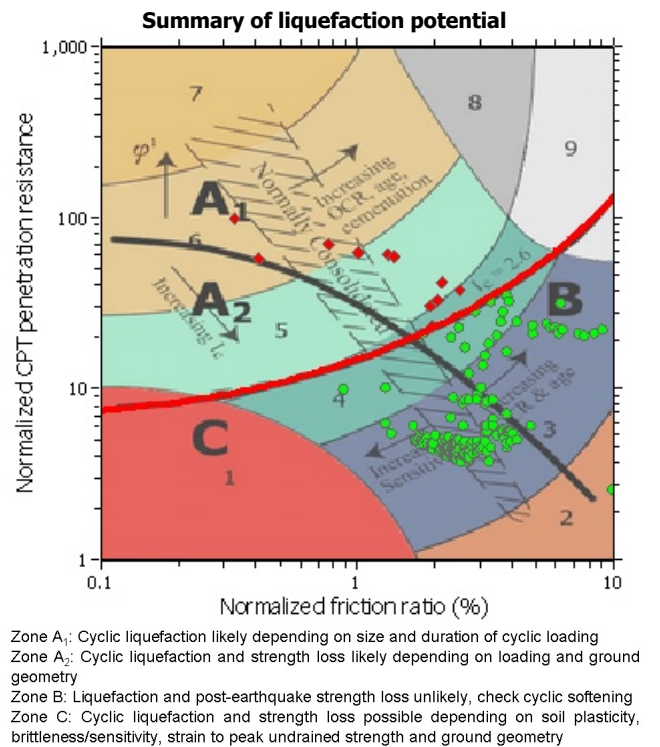 Summary of liquefaction potential
1,000
7
8
9
φ'
Increasing
OCR, age,
cementation
Normally Consolidated
A1
100
6
Ic = 2.6
A2
B
Increasing Ic
5
10
4
Increasing
OCR & age
C
3
Increasing
Sensitivity
1
2
1
0.1
1
10
Normalized CPT penetration resistance
Normalized friction ratio (%)
Zone A1: Cyclic liquefaction likely depending on size and duration of cyclic loading
Zone A2: Cyclic liquefaction and strength loss likely depending on loading and ground
geometry
Zone B: Liquefaction and post-earthquake strength loss unlikely, check cyclic softening
Zone C: Cyclic liquefaction and strength loss possible depending on soil plasticity,
brittleness/sensitivity, strain to peak undrained strength and ground geometry